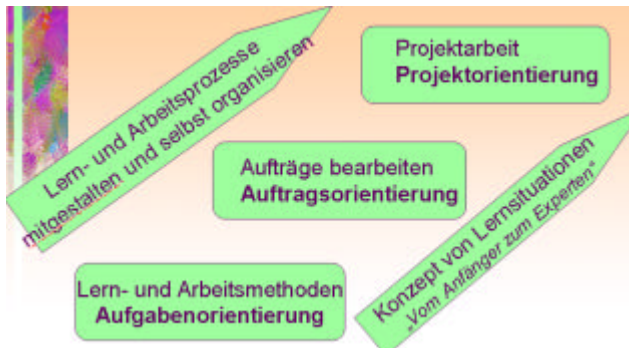 Lern- und Arbeitsprozesse
mitgestalten und selbst organisieren
Projektarbeit
Projektorientierung
Aufträge bearbeiten
Auftragsorientierung
Konzept von Lernsituationen
„Vom Anfänger zum Experten“
Lern- und Arbeitsmethoden
Aufgabenorientierung